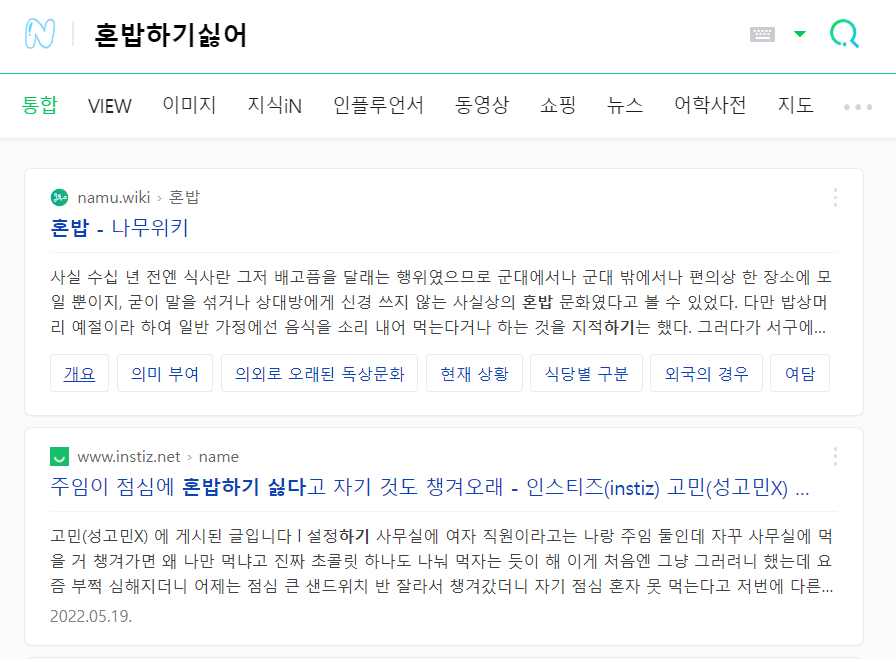 혼밥하기싫어
통합 VIEW 이미지 지식iN 인플루언서 동영상 쇼핑 뉴스 어학사전 지도
namu.wiki › 혼밥
혼밥 - 나무위키
사실 수십 년 전엔 식사란 그저 배고픔을 달래는 행위였으므로 군대에서나 군대 밖에서나 편의상 한 장소에 모
일 뿐이지, 굳이 말을 섞거나 상대방에게 신경 쓰지 않는 사실상의 혼밥 문화였다고 볼 수 있었다. 다만 밥상머
리 예절이라 하여 일반 가정에선 음식을 소리 내어 먹는다거나 하는 것을 지적하기는 했다. 그러다가 서구에...
개요 의미 부여 의외로 오래된 독상문화 현재 상황 식당별 구분 외국의 경우 여담
www.instiz.net › name
주임이 점심에 혼밥하기 싫다고 자기 것도 챙겨오래 - 인스티즈(instiz) 고민(성고민X) ...
고민(성고민X) 에 게시된 글입니다 l 설정하기 사무실에 여자 직원이라고는 나랑 주임 둘인데 자꾸 사무실에 먹
을 거 챙겨가면 왜 나만 먹냐고 진짜 초콜릿 하나도 나눠 먹자는 듯이 해 이게 처음엔 그냥 그러려니 했는데 요
즘 부쩍 심해지더니 어제는 점심 큰 샌드위치 반 잘라서 챙겨갔더니 자기 점심 혼자 못 먹는다고 저번에 다른...
2022.05.19.